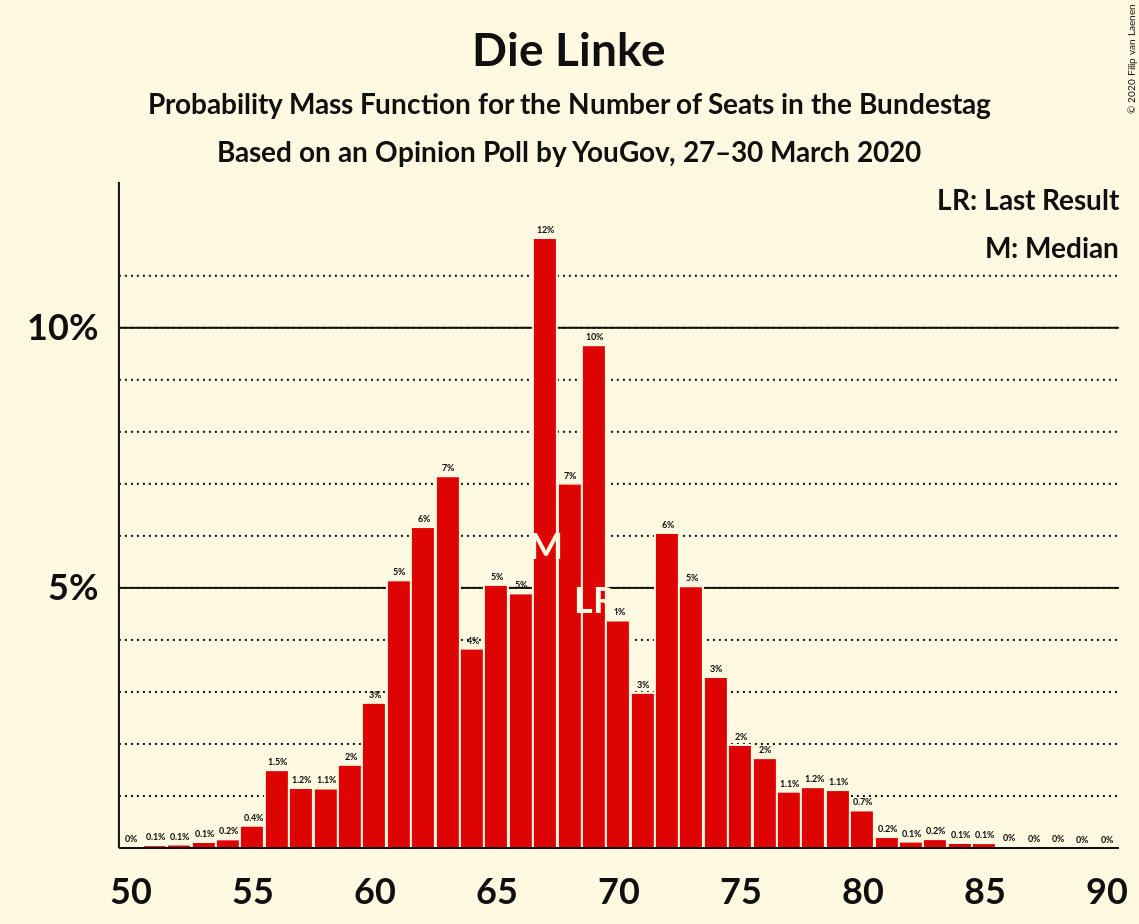 Die Linke
Probability Mass Function for the Number of Seats in the Bundestag
Based on an Opinion Poll by YouGov, 27–30 March 2020
© 2020 Filip van Laenen
LR: Last Result
M: Median
10%
5%
0% 0.1% 0.1% 0.1% 0.2% 0.4% 1.5% 1.2% 1.1% 2% 3% 5% 6% 7% 4% 5% 5% 12% 7% 10% 4% 3% 6% 5% 3% 2% 2% 1.1% 1.2% 1.1% 0.7% 0.2% 0.1% 0.2% 0.1% 0.1% 0% 0% 0% 0% 0%
M
LR
50 55 60 65 70 75 80 85 90